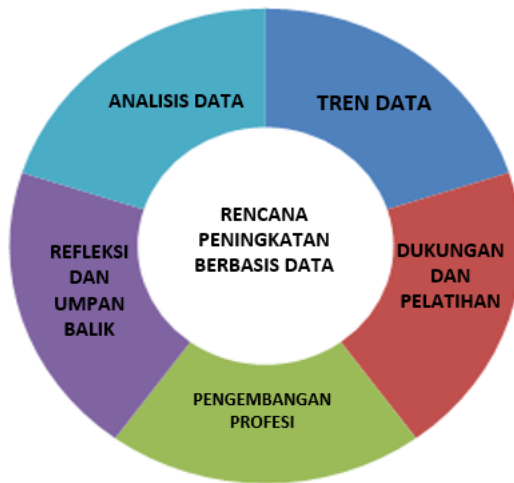 ANALISIS DATA
TREN DATA
RENCANA
PENINGKATAN
BERBASIS DATA
DUKUNGAN
DAN
PELATIHAN
REFLEKSI
DAN
UMPAN
BALIK
PENGEMBANGAN
PROFESI